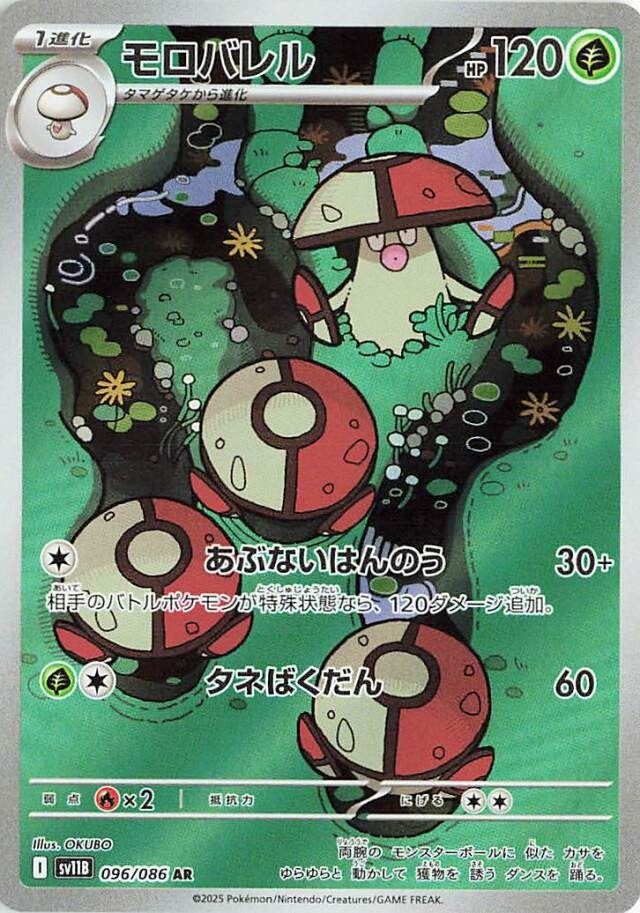 1進化
モロバレル
HP 120
タマゲタケから進化
あぶないはんのう 30+
相手のバトルポケモンが特殊状態なら、120ダメージ追加。
タネばくだん 60
弱点 ×2 抵抗力 にげる
Illus. OKUBO
I sv11B 096/086 AR
両腕の モンスターボールに 似た カサを
ゆらゆらと 動かして 獲物を 誘う ダンスを 踊る。
©2025 Pokémon/Nintendo/Creatures/GAME FREAK.